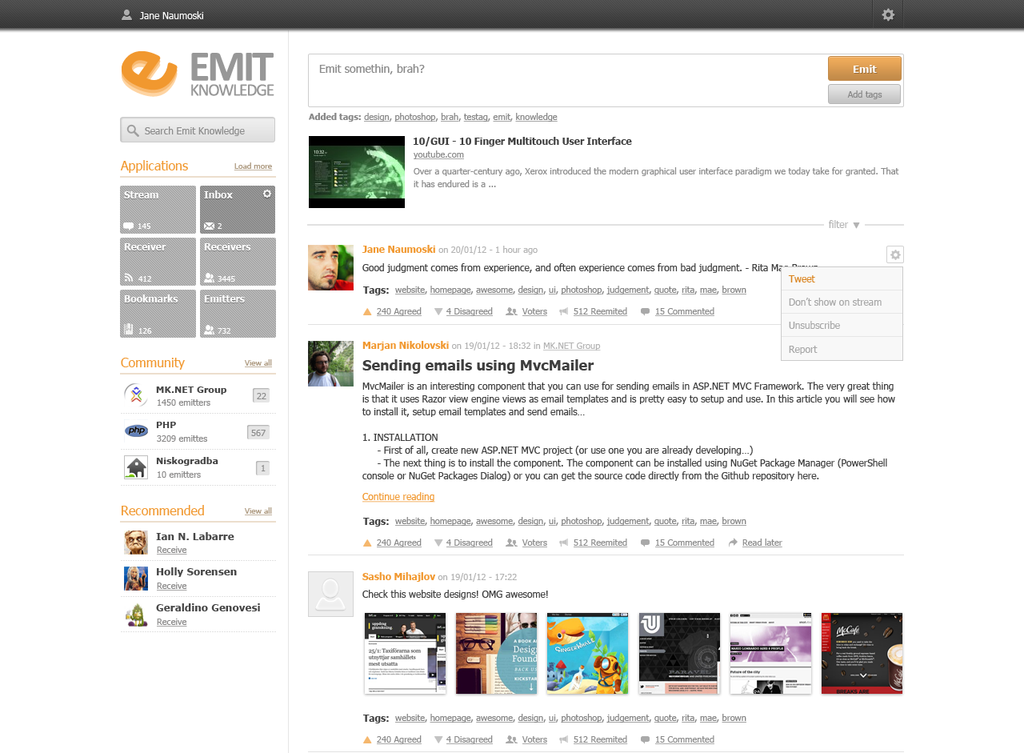 Jane Naumoski
EMIT
KNOWLEDGE
Search Emit Knowledge
Applications Load more
Stream
145
Inbox
2
Receiver
412
Receivers
3445
Bookmarks
126
Emitters
732
Community View all
MK.NET Group
1450 emitters
22
PHP
3209 emittes
567
Niskogradba
10 emitters
1
Recommended View all
Ian N. Labarre
Receive
Holly Sorensen
Receive
Geraldino Genovesi
Receive
Emit somethin, brah?
Emit
Add tags
Added tags: design, photoshop, brah, testag, emit, knowledge
10/GUI - 10 Finger Multitouch User Interface
youtube.com
Over a quarter-century ago, Xerox introduced the modern graphical user interface paradigm we today take for granted. That
it has endured is a ...
filter
Jane Naumoski on 20/01/12 - 1 hour ago
Good judgment comes from experience, and often experience comes from bad judgment. - Rita Mae Brown
Tags: website, homepage, awesome, design, ui, photoshop, judgement, quote, rita, mae, brown
240 Agreed 4 Disagreed Voters 512 Reemited 15 Commented
Tweet
Don't show on stream
Unsubscribe
Report
Marjan Nikolovski on 19/01/12 - 18:32 in MK.NET Group
Sending emails using MvcMailer
MvcMailer is an interesting component that you can use for sending emails in ASP.NET MVC Framework. The very great thing
is that it uses Razor view engine views as email templates and is pretty easy to setup and use. In this article you will see how
to install it, setup email templates and send emails...
1. INSTALLATION
- First of all, create new ASP.NET MVC project (or use one you are already developing...)
- The next thing is to install the component. The component can be installed using NuGet Package Manager (PowerShell
console or NuGet Packages Dialog) or you can get the source code directly from the Github repository here.
Continue reading
Tags: website, homepage, awesome, design, ui, photoshop, judgement, quote, rita, mae, brown
240 Agreed 4 Disagreed Voters 512 Reemited 15 Commented Read later
Sasho Mihajlov on 19/01/12 - 17:22
Check this website designs! OMG awesome!
25/1: Taxiförarna som
utnyttjar samhällets
mest utsatta
A BOOK A
Design
Found
BACK U
KICKSTAR
McCafé
BREAKS ARE
Tags: website, homepage, awesome, design, ui, photoshop, judgement, quote, rita, mae, brown
240 Agreed 4 Disagreed Voters 512 Reemited 15 Commented